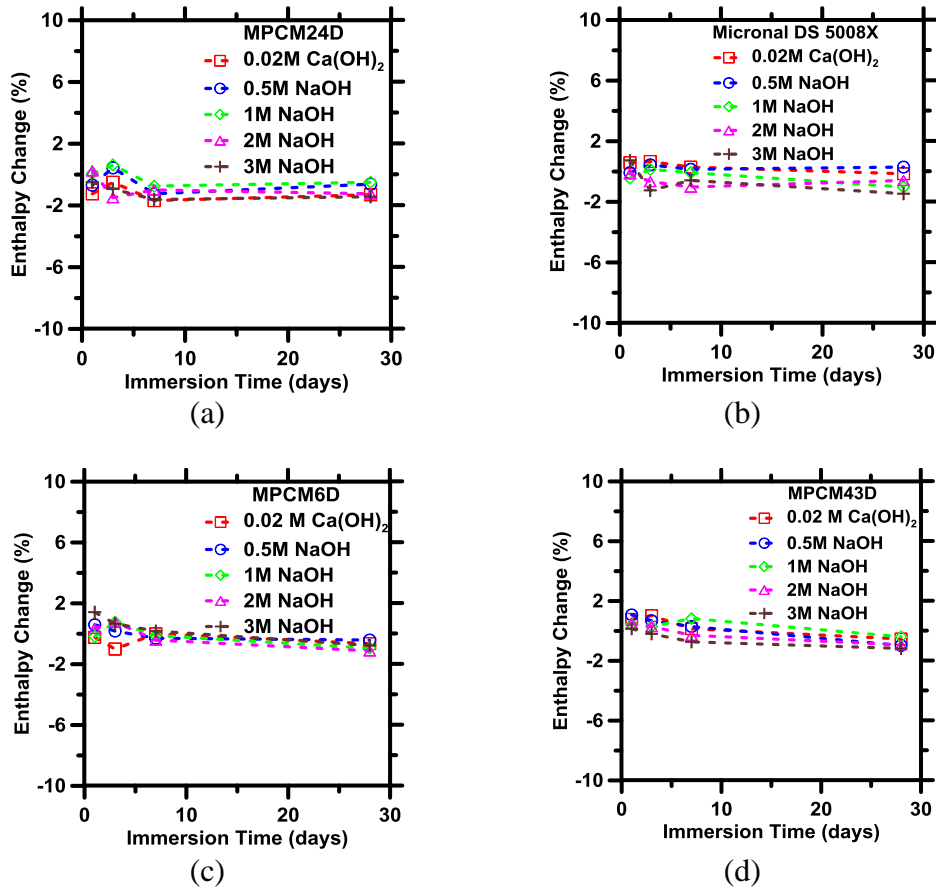 MPCM24D
0.02M Ca(OH)2
0.5M NaOH
1M NaOH
2M NaOH
3M NaOH
10
6
2
-2
-6
-10
Enthalpy Change (%)
0 10 20 30
Immersion Time (days)
(a)
Micronal DS 5008X
0.02M Ca(OH)2
0.5M NaOH
1M NaOH
2M NaOH
3M NaOH
10
6
2
-2
-6
-10
Enthalpy Change (%)
0 10 20 30
Immersion Time (days)
(b)
MPCM6D
0.02 M Ca(OH)2
0.5M NaOH
1M NaOH
2M NaOH
3M NaOH
10
6
2
-2
-6
-10
Enthalpy Change (%)
0 10 20 30
Immersion Time (days)
(c)
MPCM43D
0.02 M Ca(OH)2
0.5M NaOH
1M NaOH
2M NaOH
3M NaOH
10
6
2
-2
-6
-10
Enthalpy Change (%)
0 10 20 30
Immersion Time (days)
(d)